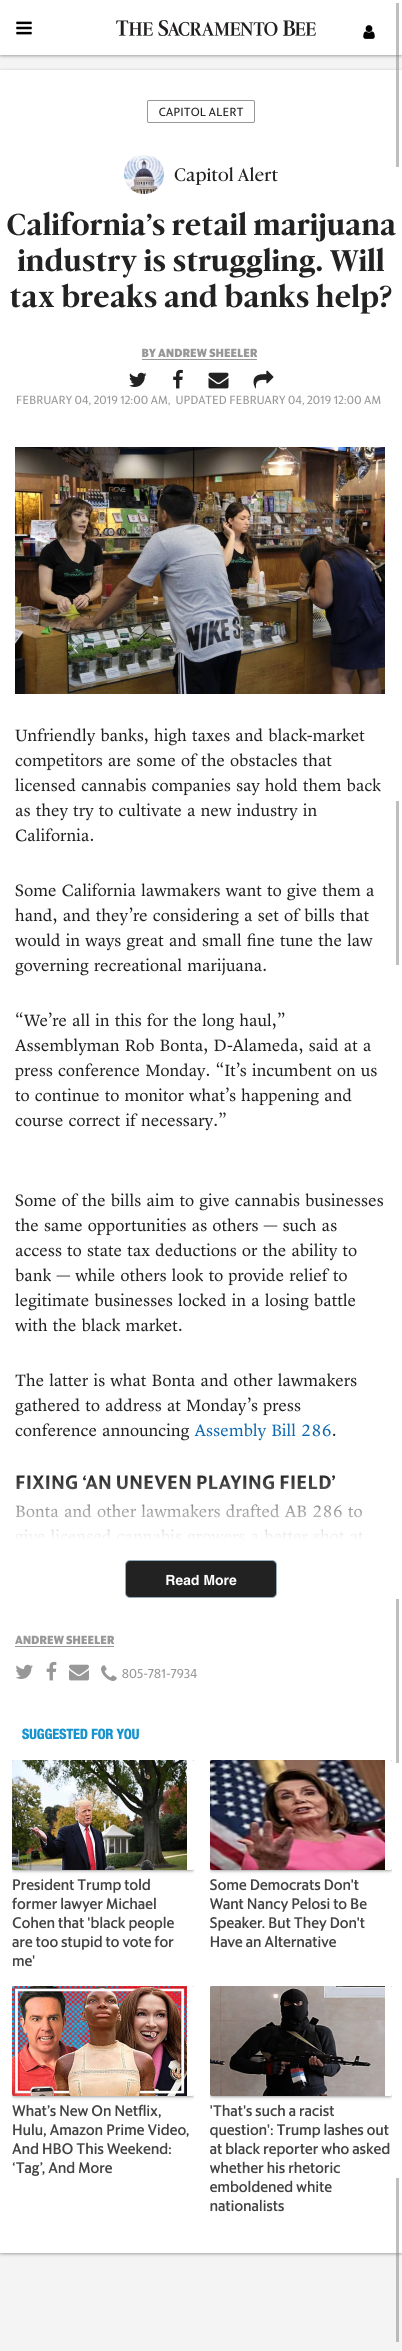 THE SACRAMENTO BEE
CAPITOL ALERT
Capitol Alert
California’s retail marijuana
industry is struggling. Will
tax breaks and banks help?
BY ANDREW SHEELER
FEBRUARY 04, 2019 12:00 AM, UPDATED FEBRUARY 04, 2019 12:00 AM
NIKE S
Unfriendly banks, high taxes and black-market
competitors are some of the obstacles that
licensed cannabis companies say hold them back
as they try to cultivate a new industry in
California.
Some California lawmakers want to give them a
hand, and they’re considering a set of bills that
would in ways great and small fine tune the law
governing recreational marijuana.
“We’re all in this for the long haul,”
Assemblyman Rob Bonta, D-Alameda, said at a
press conference Monday. “It’s incumbent on us
to continue to monitor what’s happening and
course correct if necessary.”
Some of the bills aim to give cannabis businesses
the same opportunities as others — such as
access to state tax deductions or the ability to
bank — while others look to provide relief to
legitimate businesses locked in a losing battle
with the black market.
The latter is what Bonta and other lawmakers
gathered to address at Monday’s press
conference announcing Assembly Bill 286.
FIXING ‘AN UNEVEN PLAYING FIELD’
Bonta and other lawmakers drafted AB 286 to
give licensed cannabis growers a better shot at
Read More
ANDREW SHEELER
805-781-7934
SUGGESTED FOR YOU
President Trump told
former lawyer Michael
Cohen that 'black people
are too stupid to vote for
me'
Some Democrats Don't
Want Nancy Pelosi to Be
Speaker. But They Don't
Have an Alternative
What’s New On Netflix,
Hulu, Amazon Prime Video,
And HBO This Weekend:
‘Tag’, And More
'That's such a racist
question': Trump lashes out
at black reporter who asked
whether his rhetoric
emboldened white
nationalists